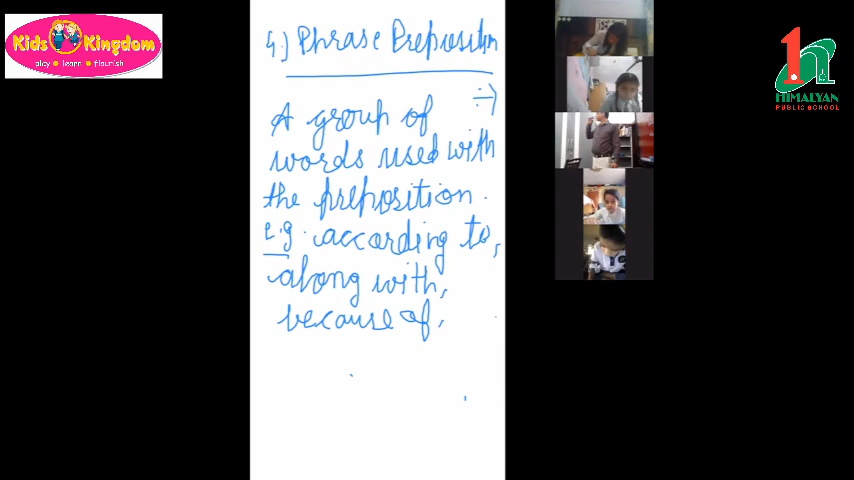 Kids Kingdom
play learn flourish
4.) Phrase Preposition
A group of
words used with
the preposition.
e.g. according to,
along with,
because of,
HIMALYAN
PUBLIC SCHOOL